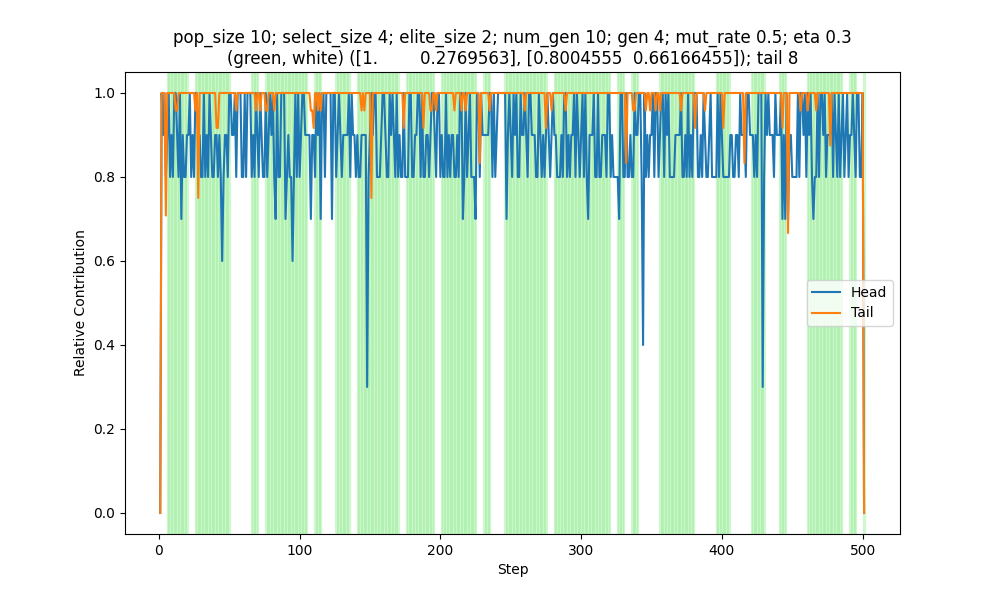 pop_size 10; select_size 4; elite_size 2; num_gen 10; gen 4; mut_rate 0.5; eta 0.3
(green, white) ([1.        0.2769563], [0.8004555  0.66166455]); tail 8
1.0
0.8
0.6
0.4
0.2
0.0
Relative Contribution
Head
Tail
0
100
200
300
400
500
Step